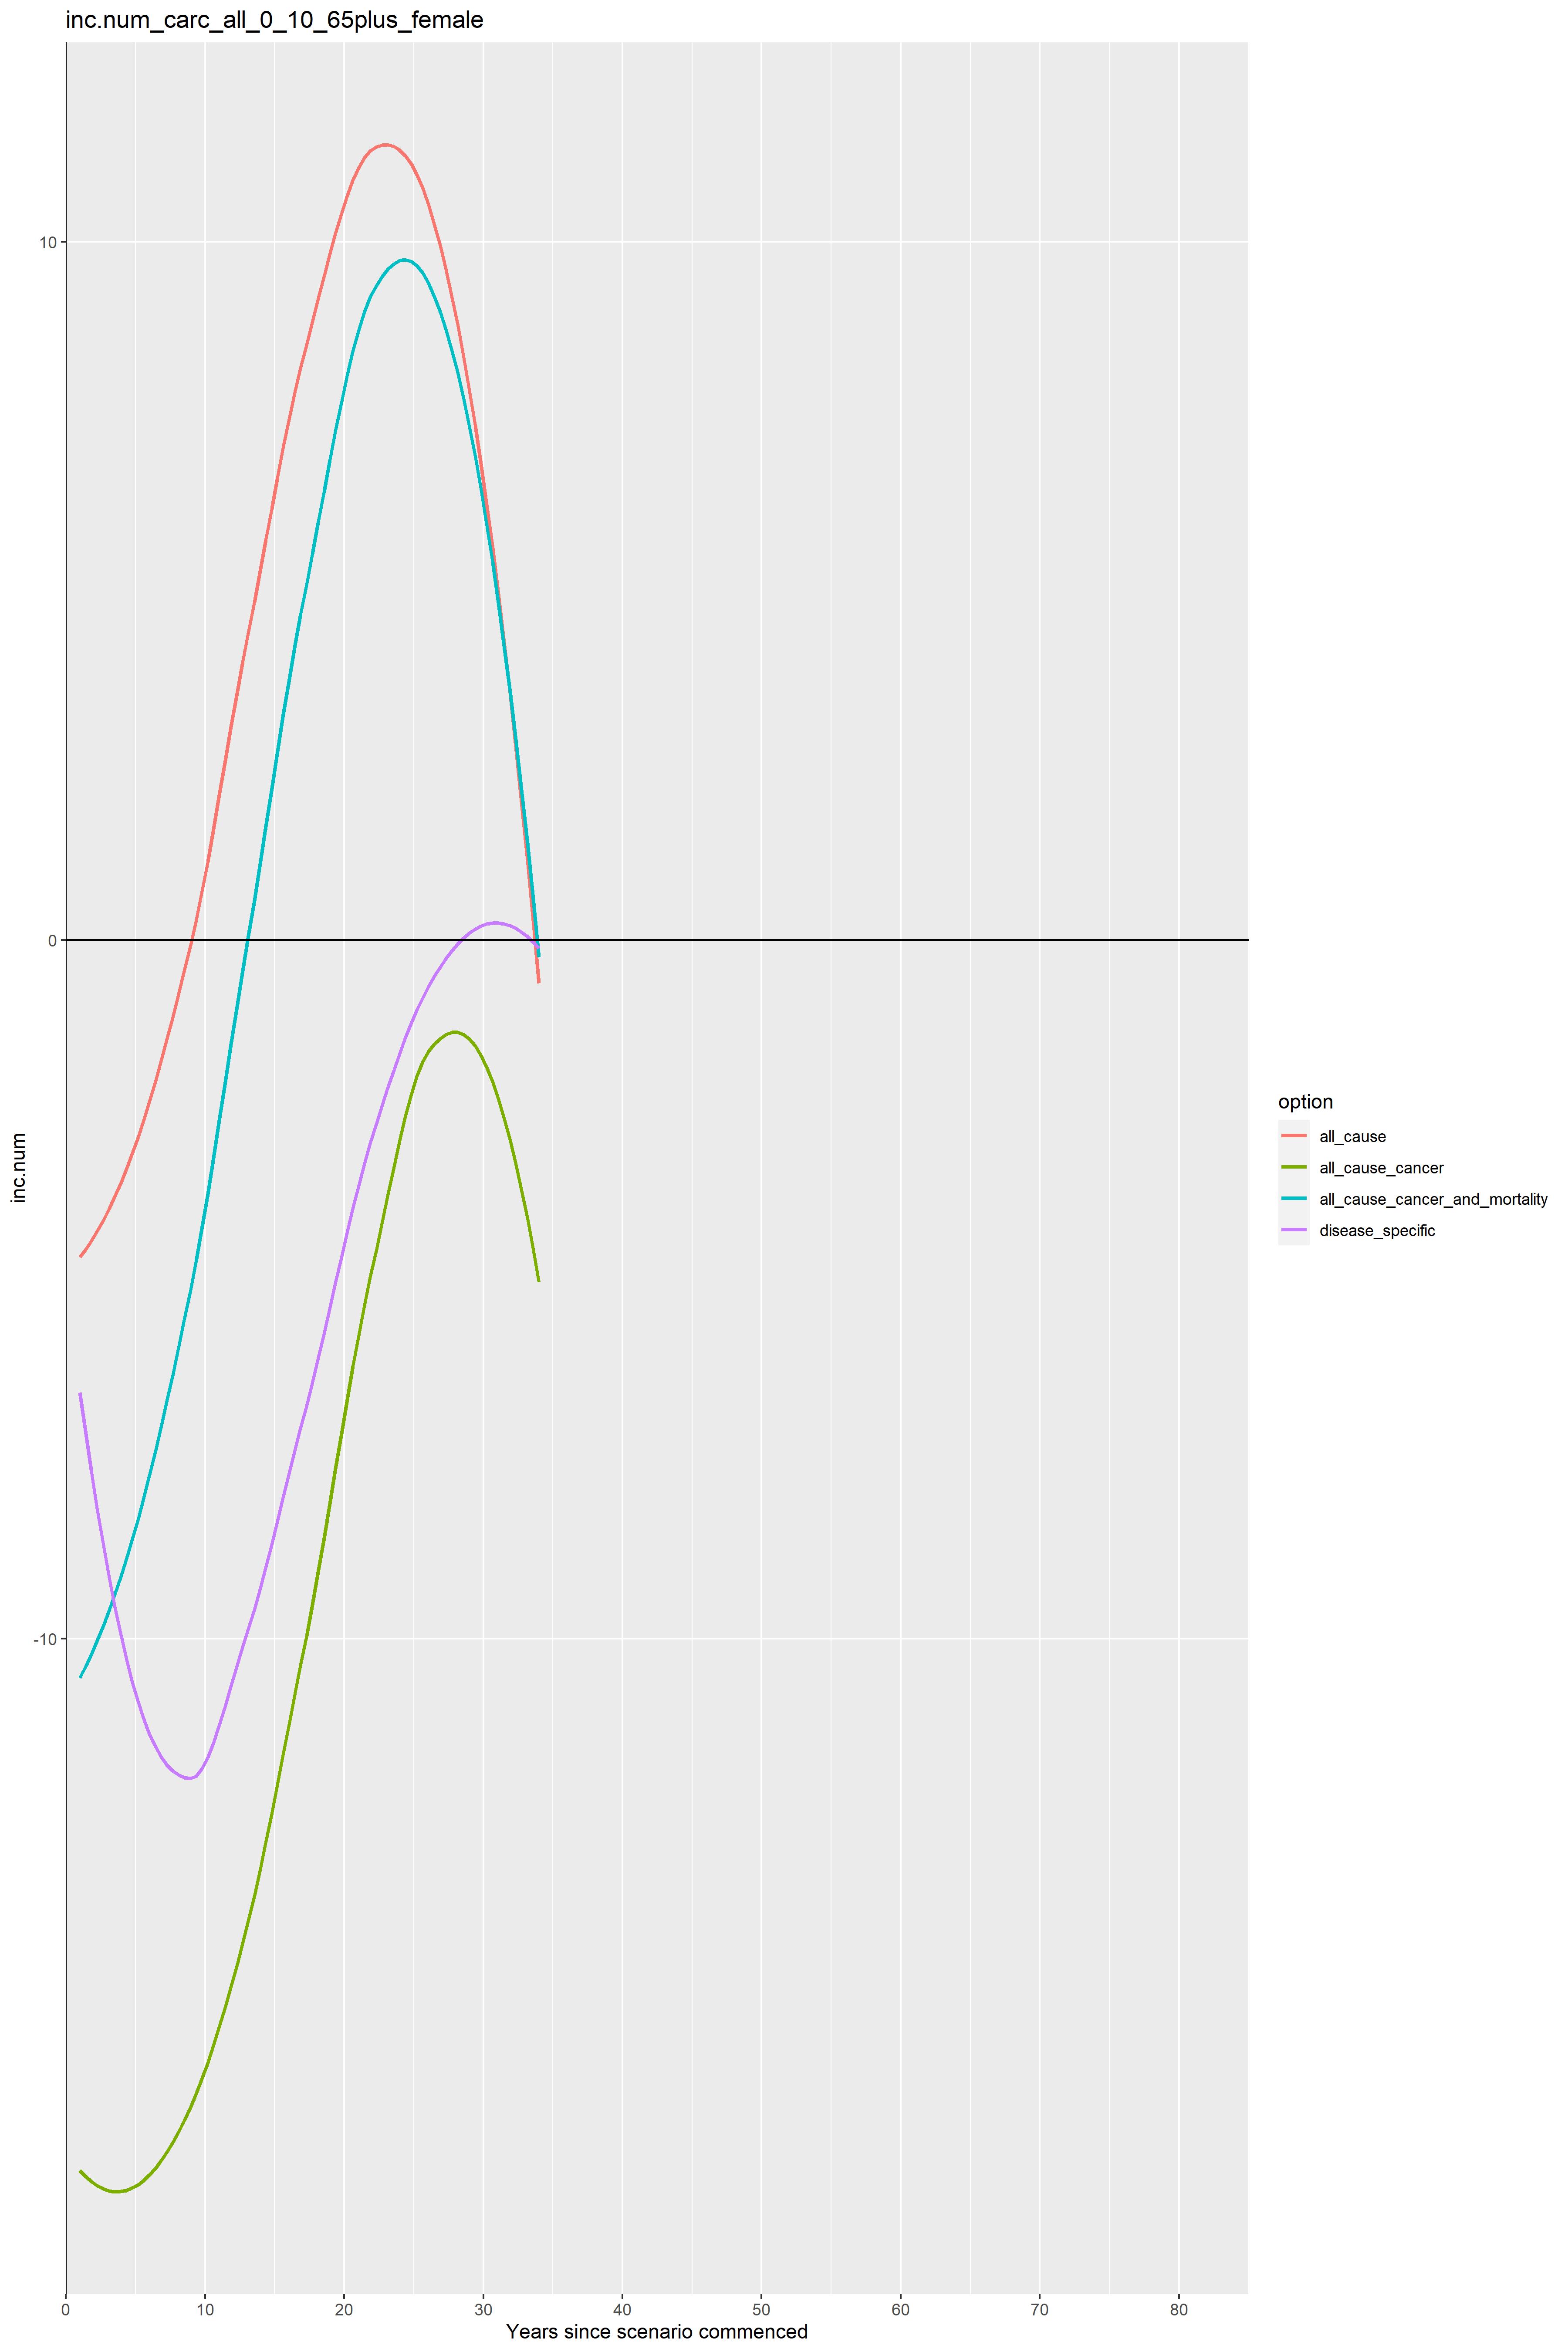 inc.num_carc_all_0_10_65plus_female
10
0
-10
inc.num
0 10 20 30 40 50 60 70 80
Years since scenario commenced
option
all_cause
all_cause_cancer
all_cause_cancer_and_mortality
disease_specific